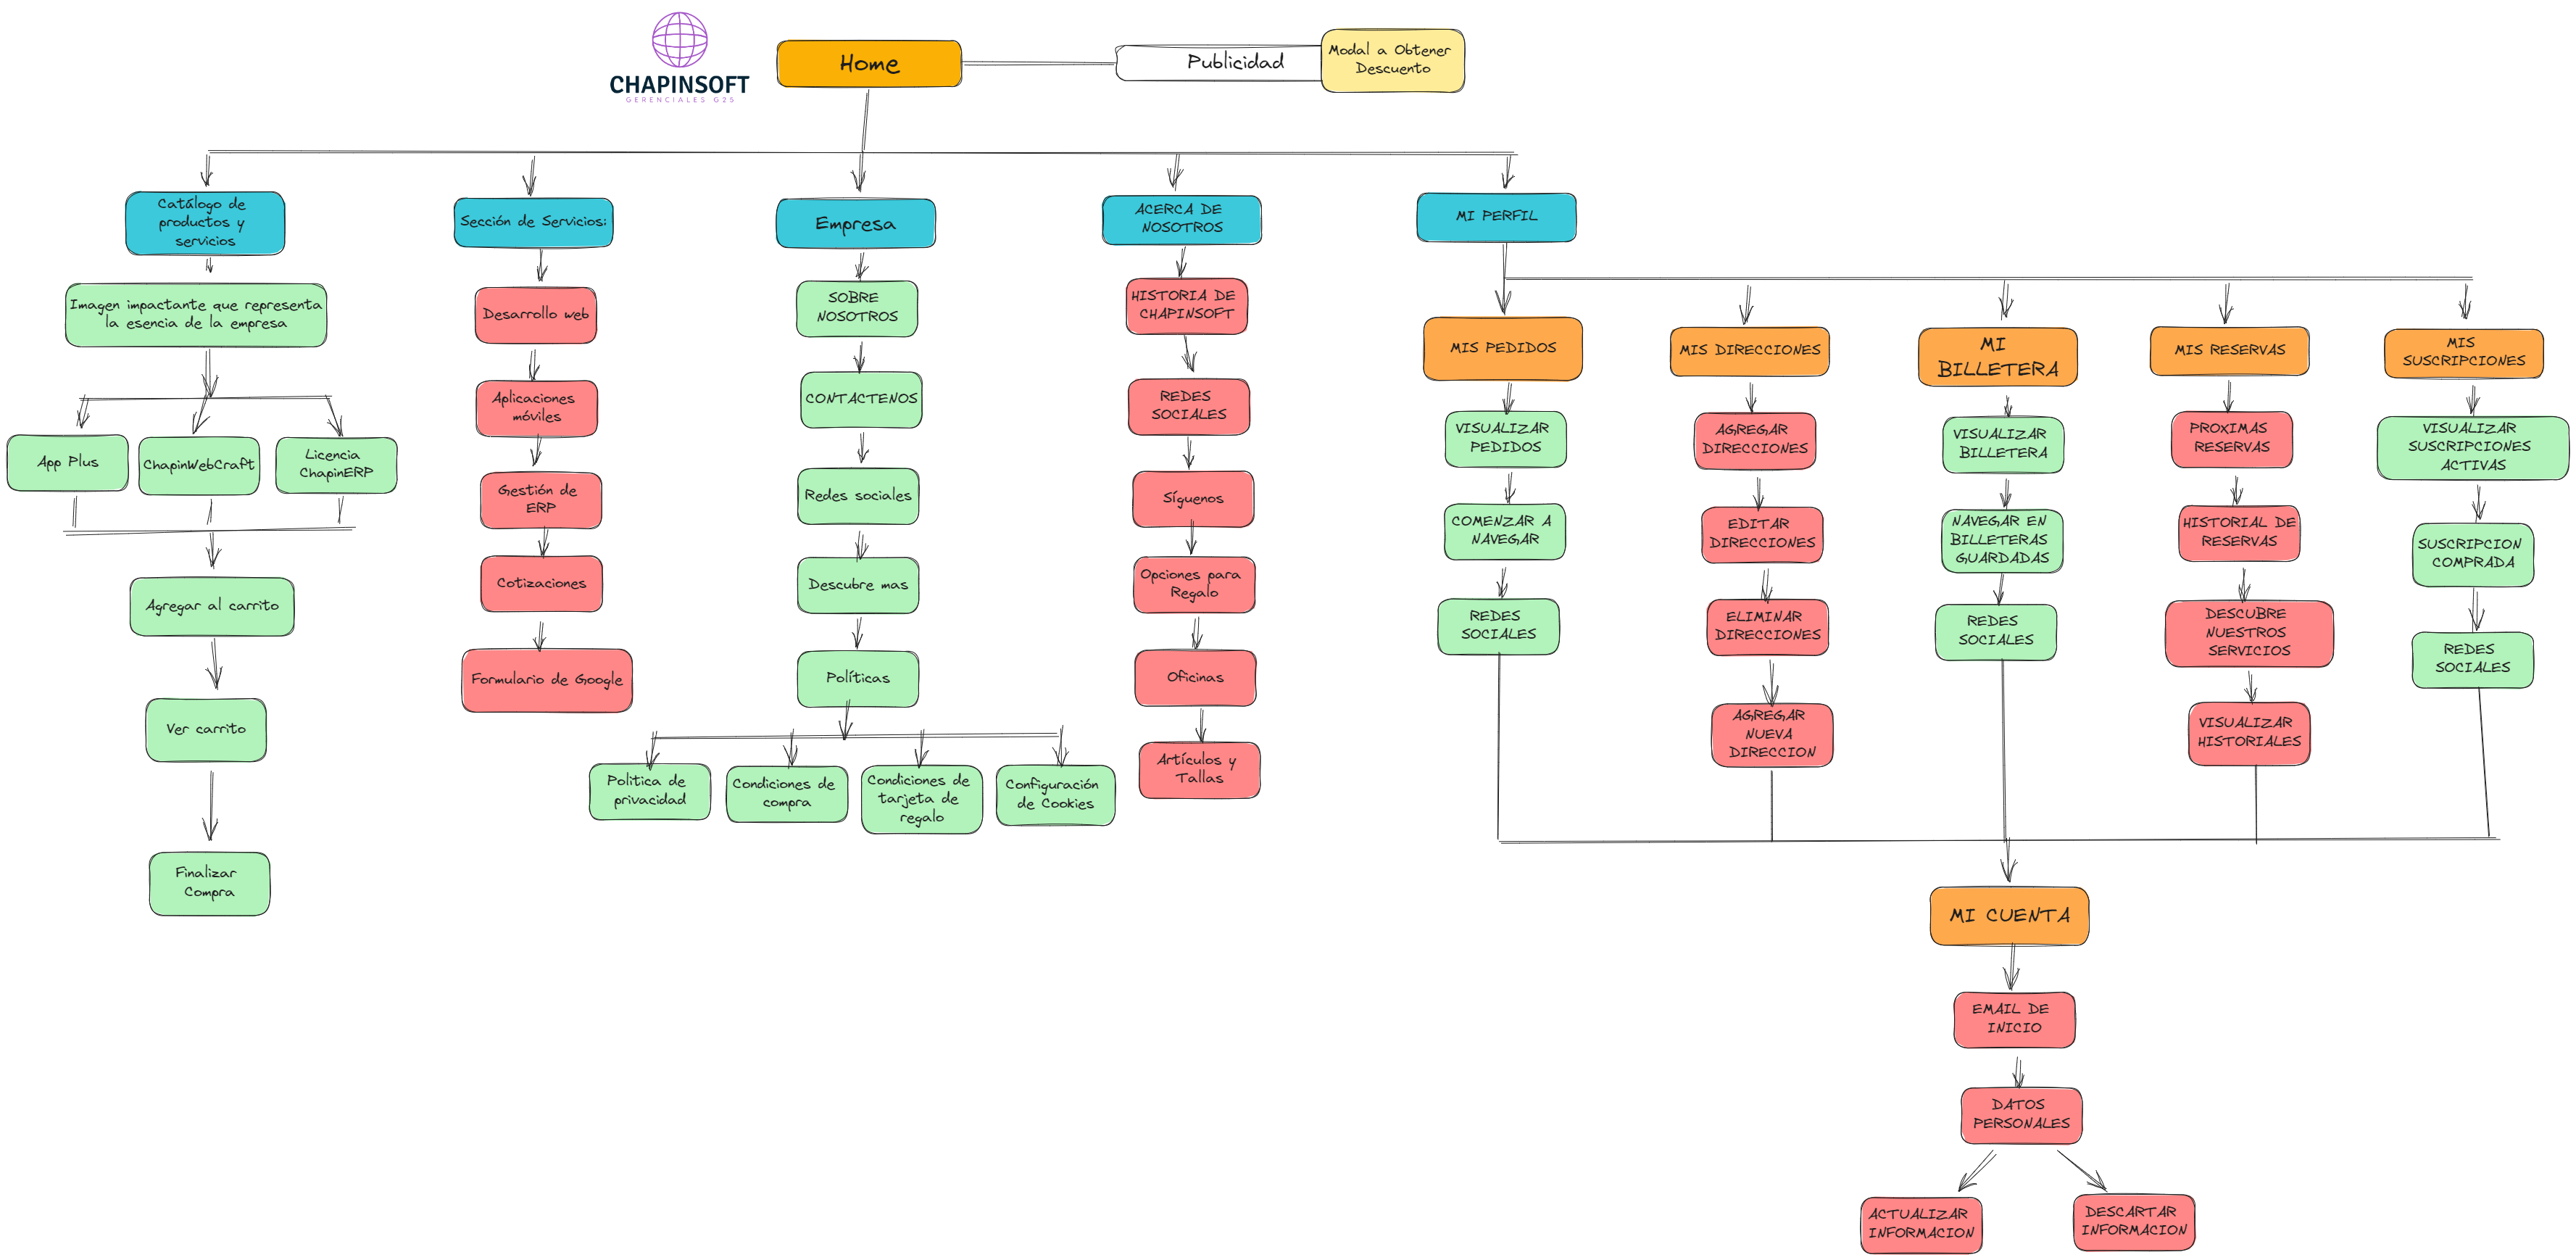 CHAPINSOFT
GERENCIALES G25
Home
Publicidad
Modal a Obtener
Descuento
Catálogo de
productos y
servicios
Imagen impactante que representa
la esencia de la empresa
App Plus
ChapinWebCraft
Licencia
ChapinERP
Agregar al carrito
Ver carrito
Finalizar
Compra
Sección de Servicios:
Desarrollo web
Aplicaciones
móviles
Gestión de
ERP
Cotizaciones
Formulario de Google
Empresa
SOBRE
NOSOTROS
CONTACTENOS
Redes sociales
Descubre mas
Políticas
Politica de
privacidad
Condiciones de
compra
Condiciones de
tarjeta de
regalo
Configuración
de Cookies
ACERCA DE
NOSOTROS
HISTORIA DE
CHAPINSOFT
REDES
SOCIALES
Síguenos
Opciones para
Regalo
Oficinas
Artículos y
Tallas
MI PERFIL
MIS PEDIDOS
VISUALIZAR
PEDIDOS
COMENZAR A
NAVEGAR
REDES
SOCIALES
MIS DIRECCIONES
AGREGAR
DIRECCIONES
EDITAR
DIRECCIONES
ELIMINAR
DIRECCIONES
AGREGAR
NUEVA
DIRECCION
MI
BILLETERA
VISUALIZAR
BILLETERA
NAVEGAR EN
BILLETERAS
GUARDADAS
REDES
SOCIALES
MIS RESERVAS
PROXIMAS
RESERVAS
HISTORIAL DE
RESERVAS
DESCUBRE
NUESTROS
SERVICIOS
VISUALIZAR
HISTORIALES
MIS
SUSCRIPCIONES
VISUALIZAR
SUSCRIPCIONES
ACTIVAS
SUSCRIPCION
COMPRADA
REDES
SOCIALES
MI CUENTA
EMAIL DE
INICIO
DATOS
PERSONALES
ACTUALIZAR
INFORMACION
DESCARTAR
INFORMACION